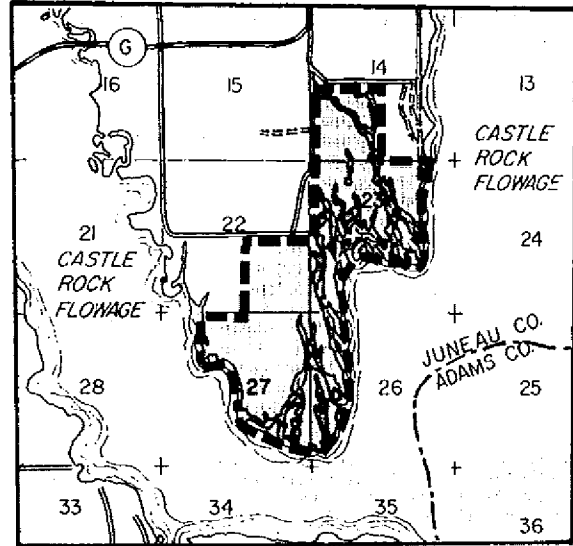 G
16
15
14
13
CASTLE
ROCK
FLOWAGE
23
22
21
24
CASTLE
ROCK
FLOWAGE
JUNEAU CO.
ADAMS CO.
28
27
26
25
33
34
35
36